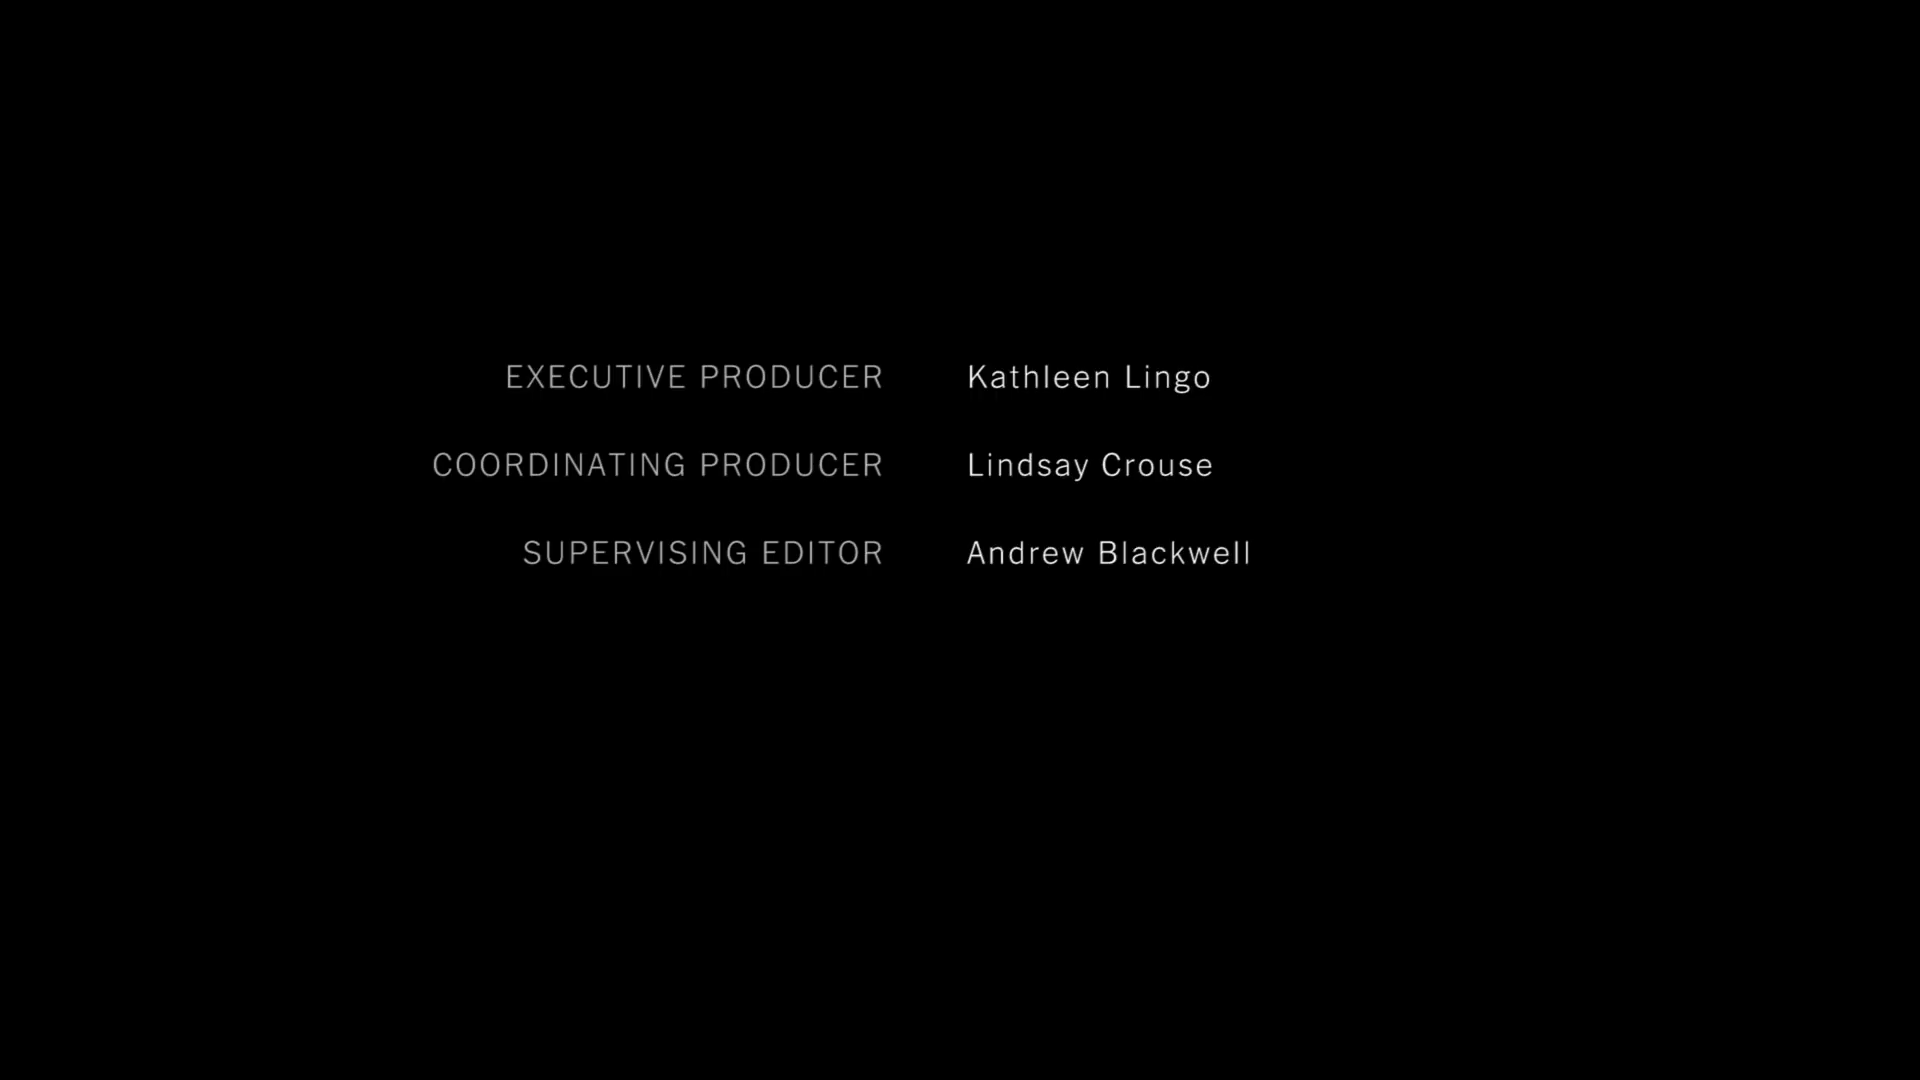 EXECUTIVE PRODUCER Kathleen Lingo
COORDINATING PRODUCER Lindsay Crouse
SUPERVISING EDITOR Andrew Blackwell